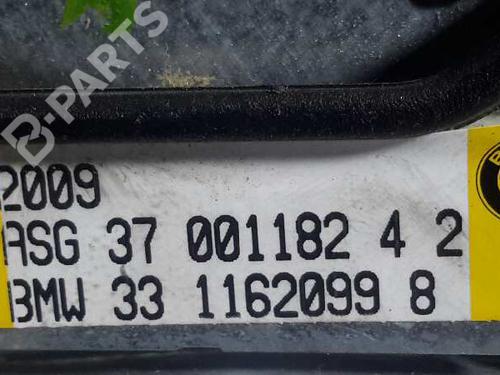 B-PARTS
2009
ASG 37 001182 4 2
BMW 33 1162099 8